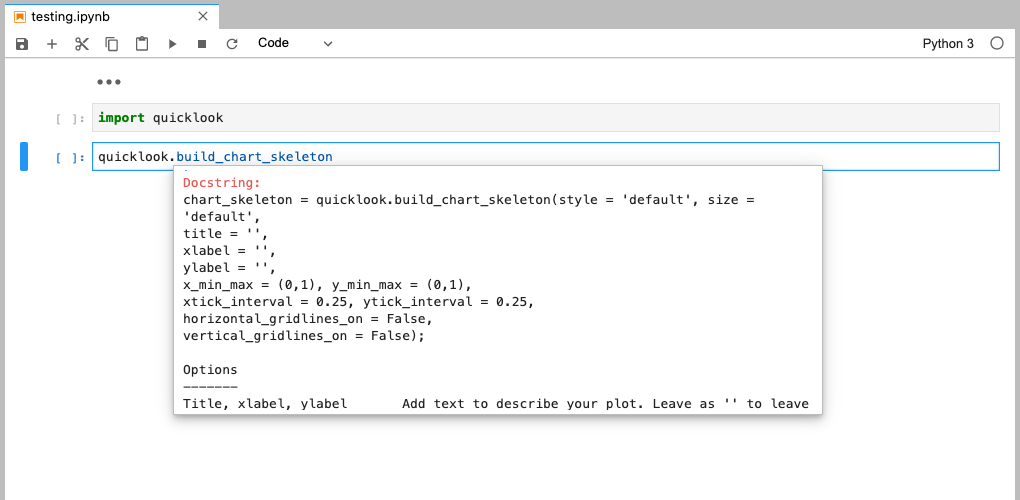 testing.ipynb
Code
Python 3
[ ]: import quicklook
[ ]: quicklook.build_chart_skeleton
Docstring:
chart_skeleton = quicklook.build_chart_skeleton(style = 'default', size =
'default',
title = '',
xlabel = '',
ylabel = '',
x_min_max = (0,1), y_min_max = (0,1),
xtick_interval = 0.25, ytick_interval = 0.25,
horizontal_gridlines_on = False,
vertical_gridlines_on = False);
Options
-------
Title, xlabel, ylabel       Add text to describe your plot. Leave as '' to leave